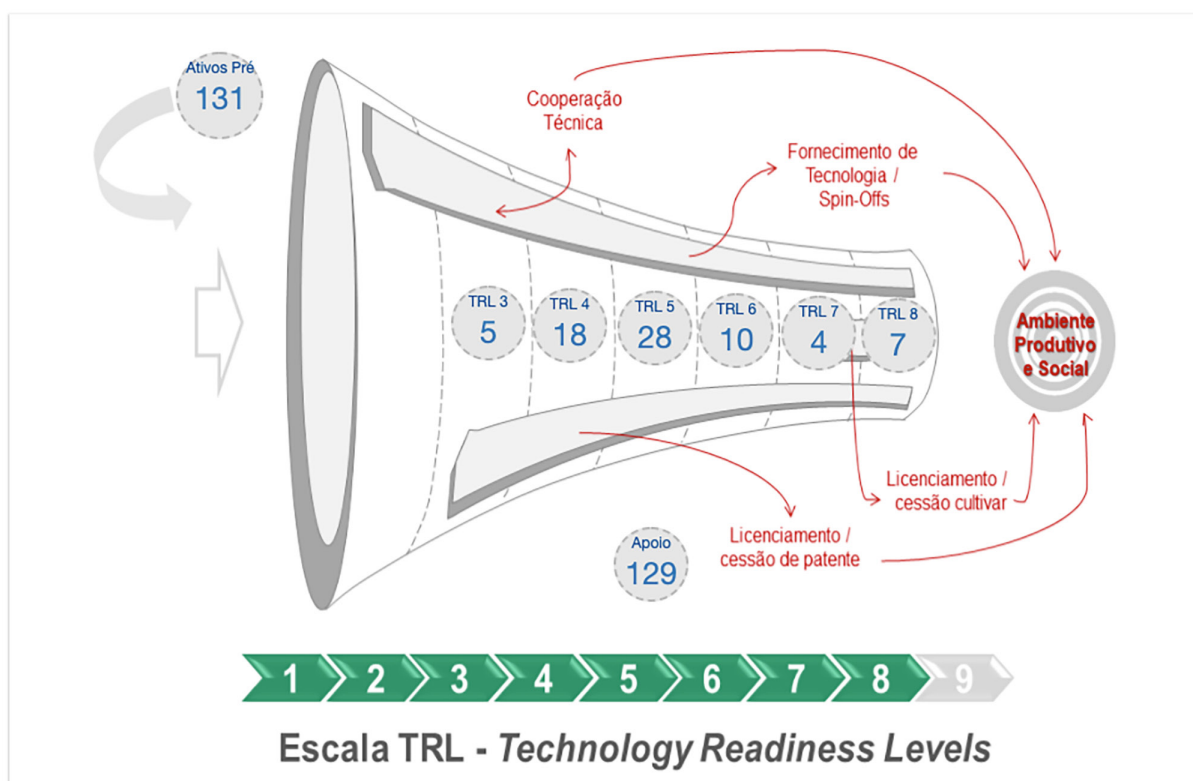 Ativos Pré
131
Cooperação
Técnica
Fornecimento de
Tecnologia /
Spin-Offs
TRL 3
5
TRL 4
18
TRL 5
28
TRL 6
10
TRL 7
4
TRL 8
7
Ambiente
Produtivo
e Social
Licenciamento /
cessão cultivar
Licenciamento /
cessão de patente
Apoio
129
1 2 3 4 5 6 7 8 9
Escala TRL - Technology Readiness Levels